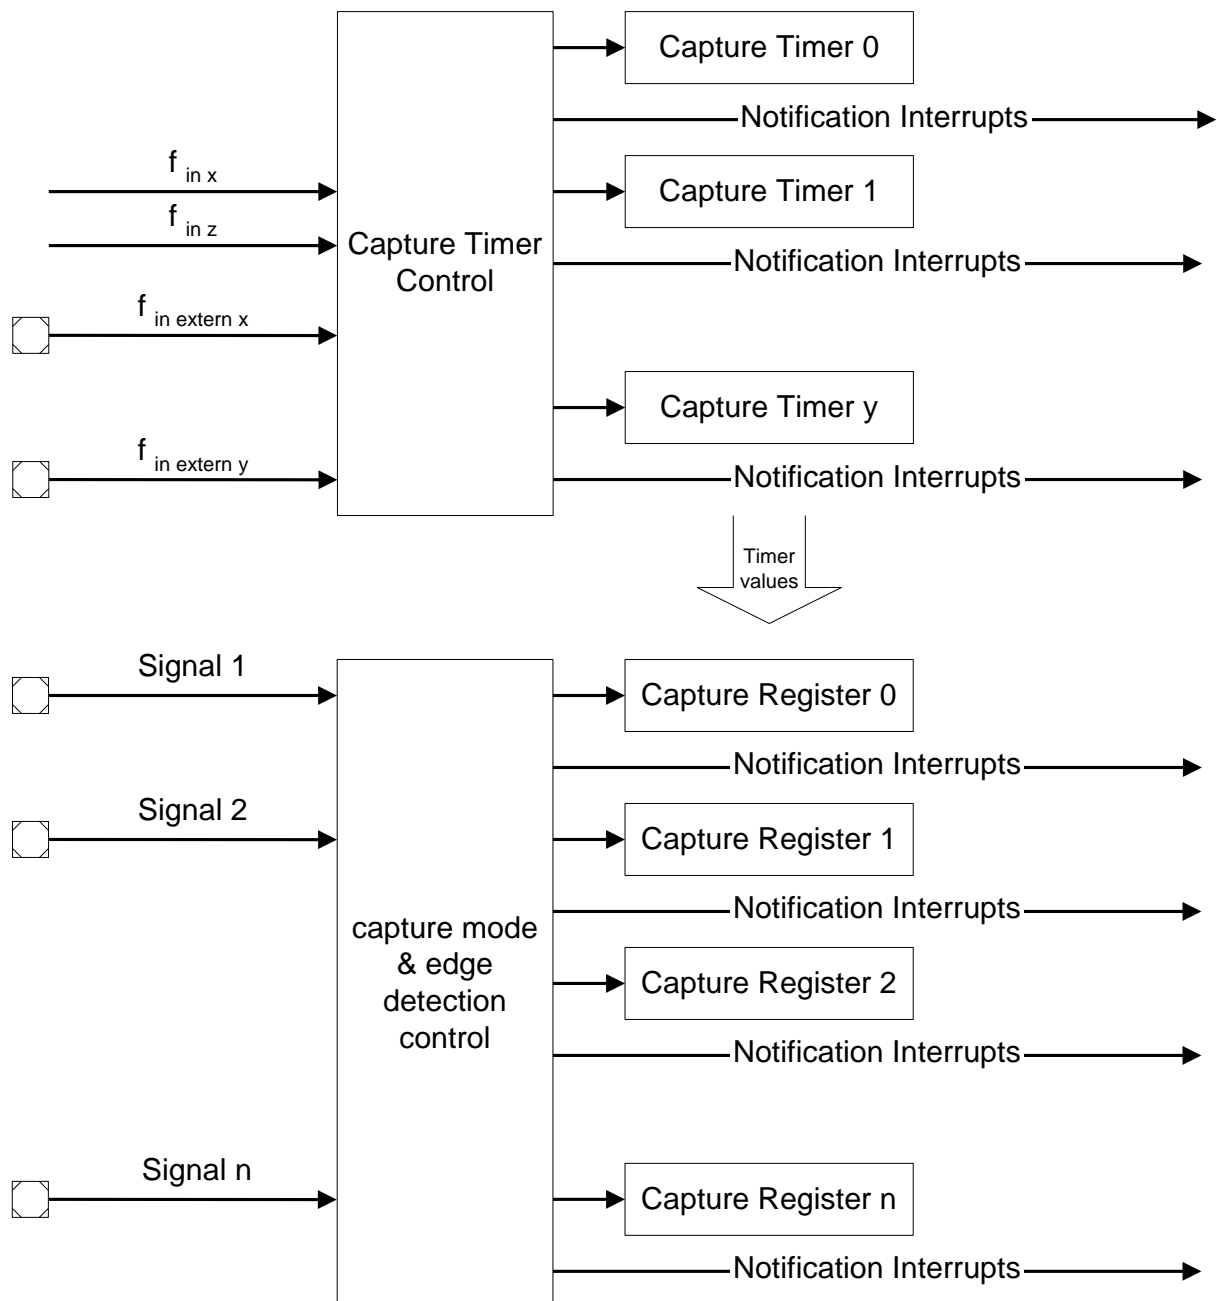 Capture Timer 0
Notification Interrupts
f in x
Capture Timer 1
f in z
Capture Timer
Control
Notification Interrupts
f in extern x
Capture Timer y
f in extern y
Notification Interrupts
Timer
values
Signal 1
Capture Register 0
Notification Interrupts
Signal 2
Capture Register 1
Notification Interrupts
capture mode
& edge
detection
control
Capture Register 2
Notification Interrupts
Signal n
Capture Register n
Notification Interrupts